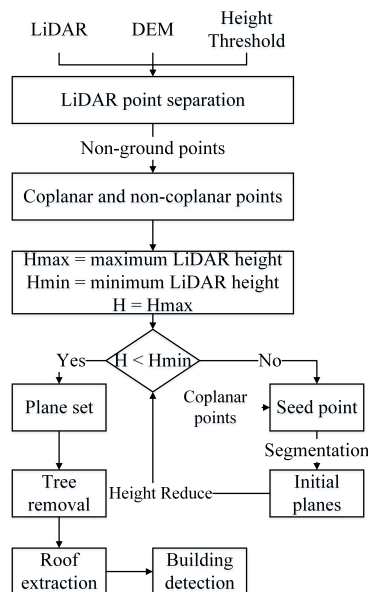 LiDAR
DEM
Height
Threshold
LiDAR point separation
Non-ground points
Coplanar and non-coplanar points
Hmax = maximum LiDAR height
Hmin = minimum LiDAR height
H = Hmax
Yes
H < Hmin
No
Plane set
Coplanar
points
Seed point
Segmentation
Tree
removal
Height Reduce
Initial
planes
Roof
extraction
Building
detection